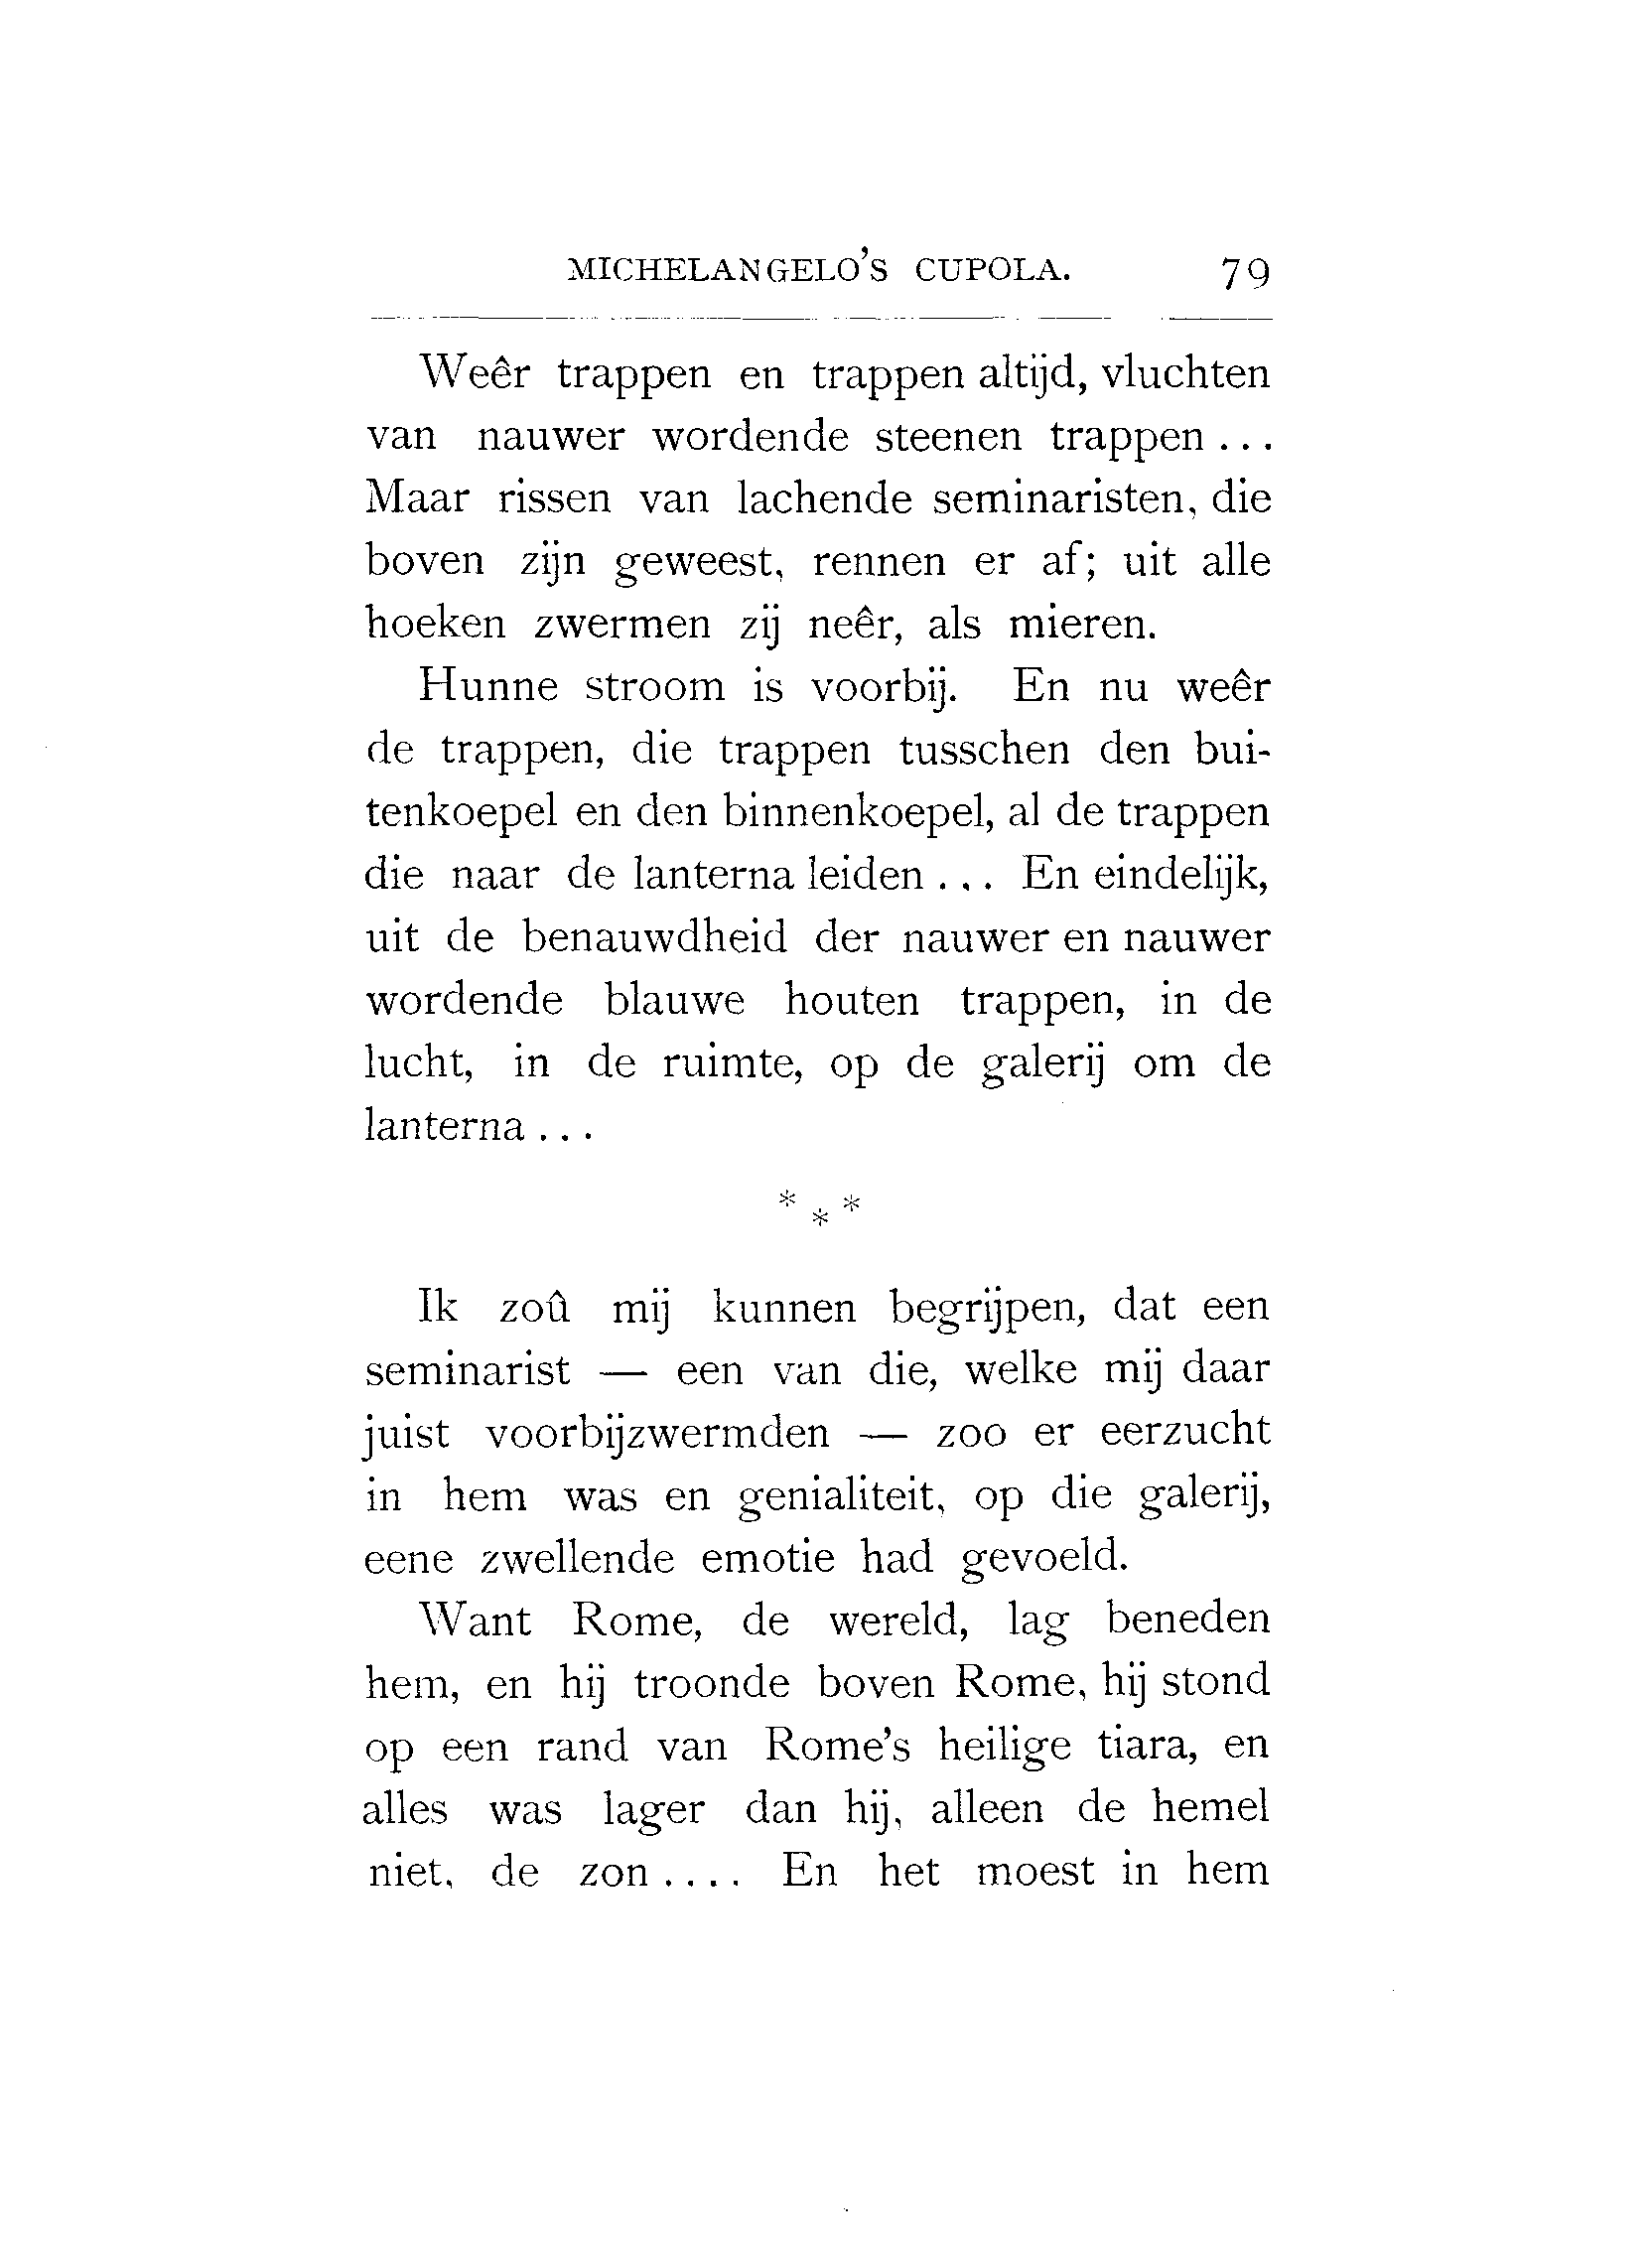 MICHELANGELO'S CUPOLA. 79
Weêr trappen en trappen altijd, vluchten
van nauwer wordende steenen trappen ...
Maar rissen van lachende seminaristen, die
boven zijn geweest, rennen er af; uit alle
hoeken zwermen zij neêr, als mieren.
Hunne stroom is voorbij. En nu weêr
de trappen, die trappen tusschen den bui-
tenkoepel en den binnenkoepel, al de trappen
die naar de lanterna leiden ... En eindelijk,
uit de benauwdheid der nauwer en nauwer
wordende blauwe houten trappen, in de
lucht, in de ruimte, op de galerij om de
lanterna ...
* * *
Ik zoû mij kunnen begrijpen, dat een
seminarist — een van die, welke mij daar
juist voorbijzwermden — zoo er eerzucht
in hem was en genialiteit, op die galerij,
eene zwellende emotie had gevoeld.
Want Rome, de wereld, lag beneden
hem, en hij troonde boven Rome, hij stond
op een rand van Rome's heilige tiara, en
alles was lager dan hij, alleen de hemel
niet, de zon .... En het moest in hem